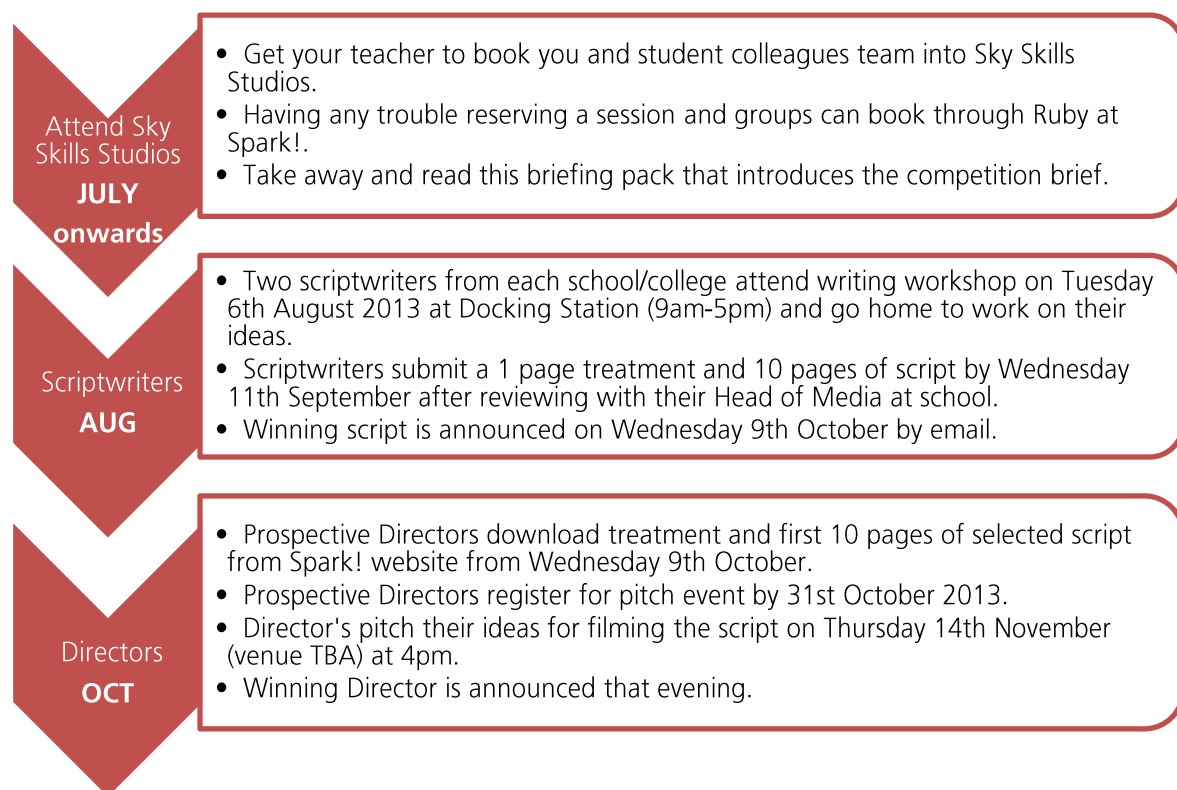 Attend Sky
Skills Studios
JULY
onwards
• Get your teacher to book you and student colleagues team into Sky Skills
Studios.
• Having any trouble reserving a session and groups can book through Ruby at
Spark!.
• Take away and read this briefing pack that introduces the competition brief.
Scriptwriters
AUG
• Two scriptwriters from each school/college attend writing workshop on Tuesday
6th August 2013 at Docking Station (9am-5pm) and go home to work on their
ideas.
• Scriptwriters submit a 1 page treatment and 10 pages of script by Wednesday
11th September after reviewing with their Head of Media at school.
• Winning script is announced on Wednesday 9th October by email.
Directors
OCT
• Prospective Directors download treatment and first 10 pages of selected script
from Spark! website from Wednesday 9th October.
• Prospective Directors register for pitch event by 31st October 2013.
• Director's pitch their ideas for filming the script on Thursday 14th November
(venue TBA) at 4pm.
• Winning Director is announced that evening.